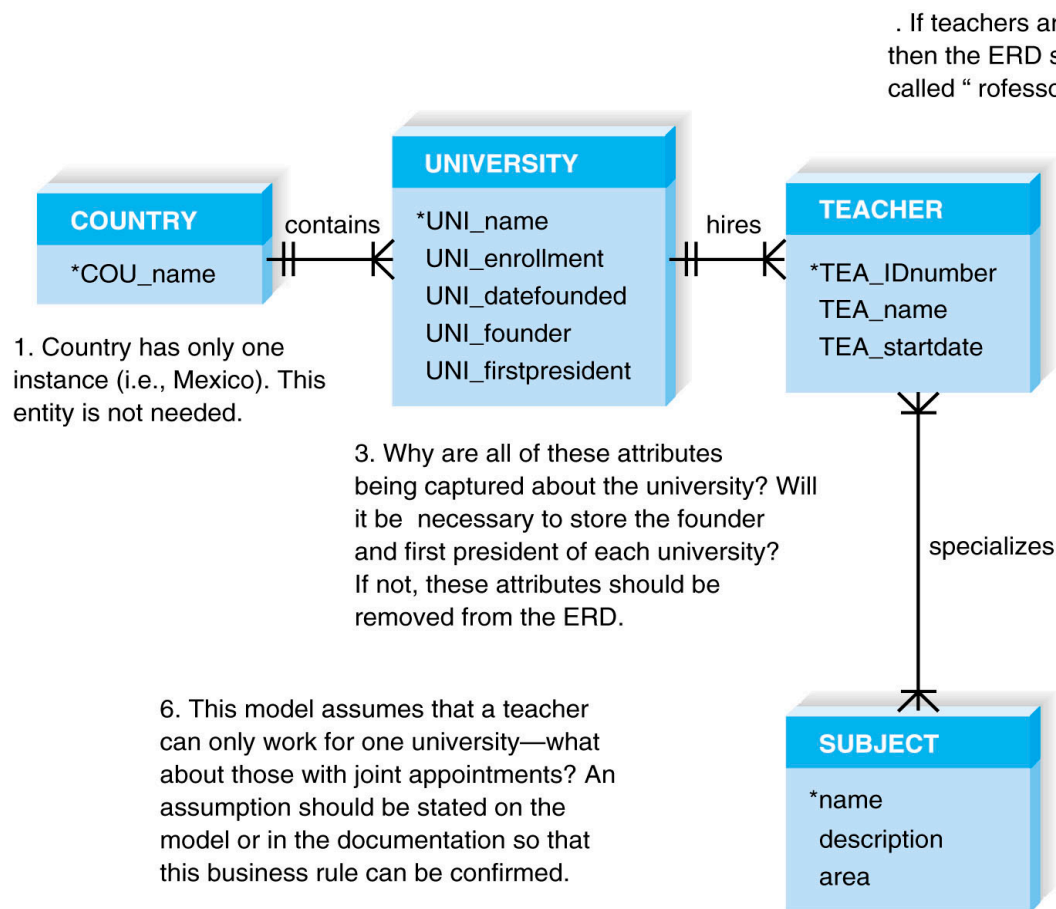 . If teachers
then the ERD
called “ rofesso
UNIVERSITY
*UNI_name
UNI_enrollment
UNI_datefounded
UNI_founder
UNI_firstpresident
COUNTRY
*COU_name
contains
hires
TEACHER
*TEA_IDnumber
TEA_name
TEA_startdate
1. Country has only one
instance (i.e., Mexico). This
entity is not needed.
3. Why are all of these attributes
being captured about the university? Will
it be necessary to store the founder
and first president of each university?
If not, these attributes should be
removed from the ERD.
specializes
6. This model assumes that a teacher
can only work for one university—what
about those with joint appointments? An
assumption should be stated on the
model or in the documentation so that
this business rule can be confirmed.
SUBJECT
*name
description
area